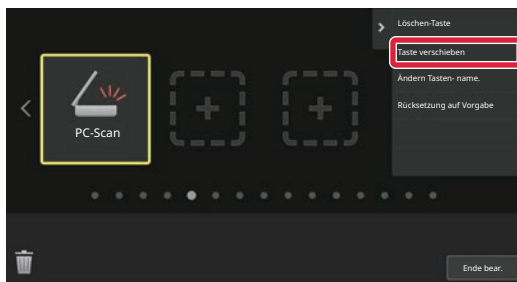 Löschen-Taste
Taste verschieben
Ändern Tasten- name.
Rücksetzung auf Vorgabe
PC-Scan
Ende bear.